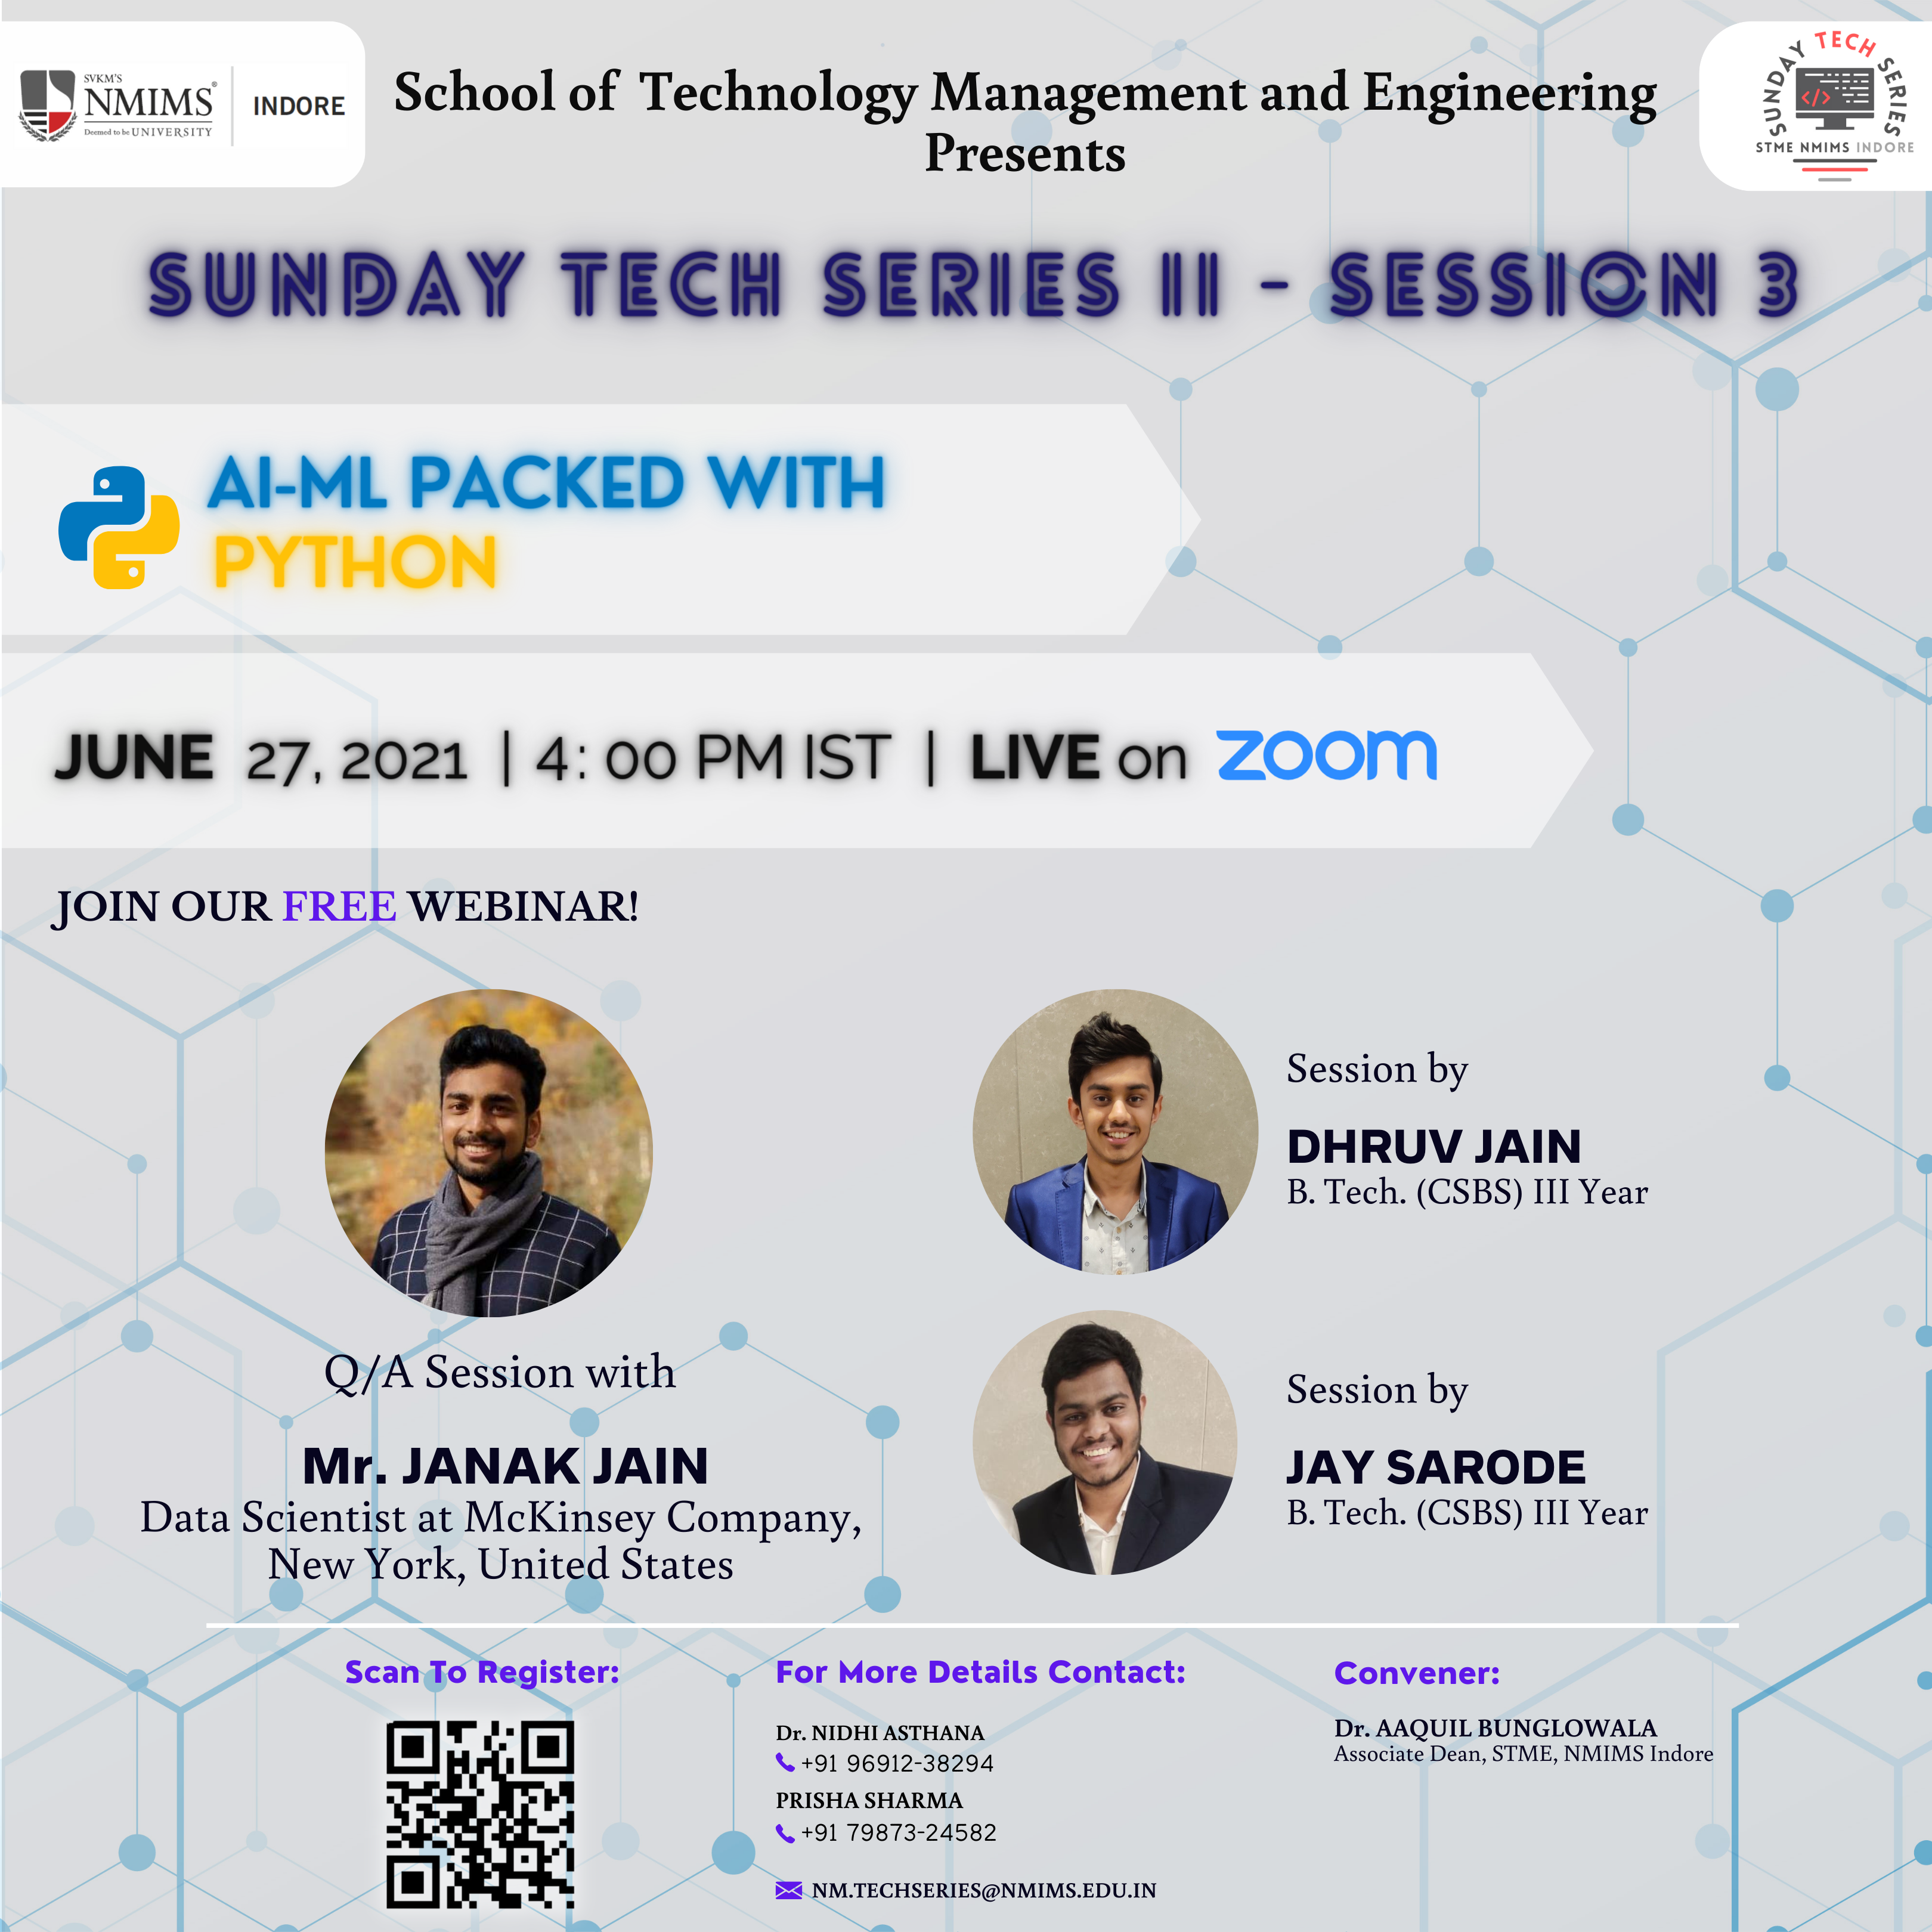 SVKM'S
NMIMS®
Deemed to be UNIVERSITY
INDORE
School of Technology Management and Engineering
Presents
SUNDAY TECH SERIES
</>
STME NMIMS INDORE
SUNDAY TECH SERIES II - SESSION 3
AI-ML PACKED WITH
PYTHON
JUNE 27, 2021 | 4: 00 PM IST | LIVE on zoom
JOIN OUR FREE WEBINAR!
Q/A Session with
Mr. JANAK JAIN
Data Scientist at McKinsey Company,
New York, United States
Session by
DHRUV JAIN
B. Tech. (CSBS) III Year
Session by
JAY SARODE
B. Tech. (CSBS) III Year
Scan To Register:
For More Details Contact:
Dr. NIDHI ASTHANA
+91 96912-38294
PRISHA SHARMA
+91 79873-24582
NM.TECHSERIES@NMIMS.EDU.IN
Convener:
Dr. AAQUIL BUNGLOWALA
Associate Dean, STME, NMIMS Indore